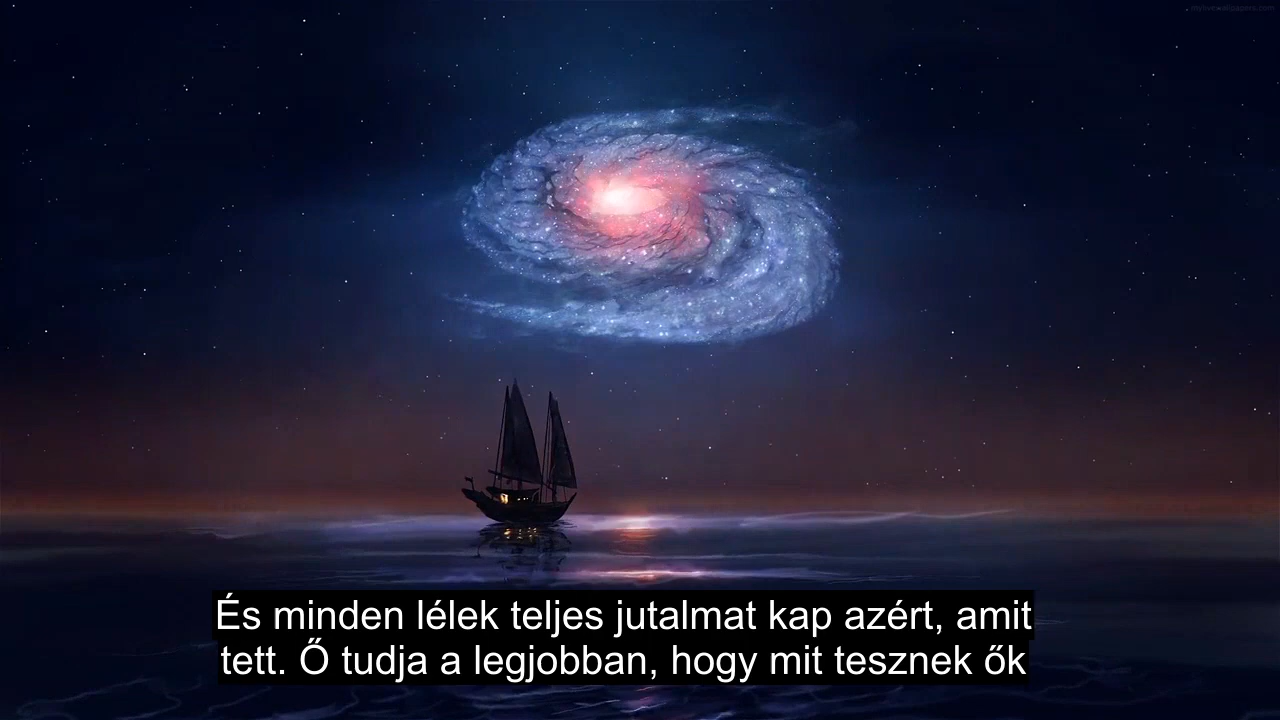 És minden lélek teljes jutalmat kap azért, amit
tett. Ő tudja a legjobban, hogy mit tesznek ők